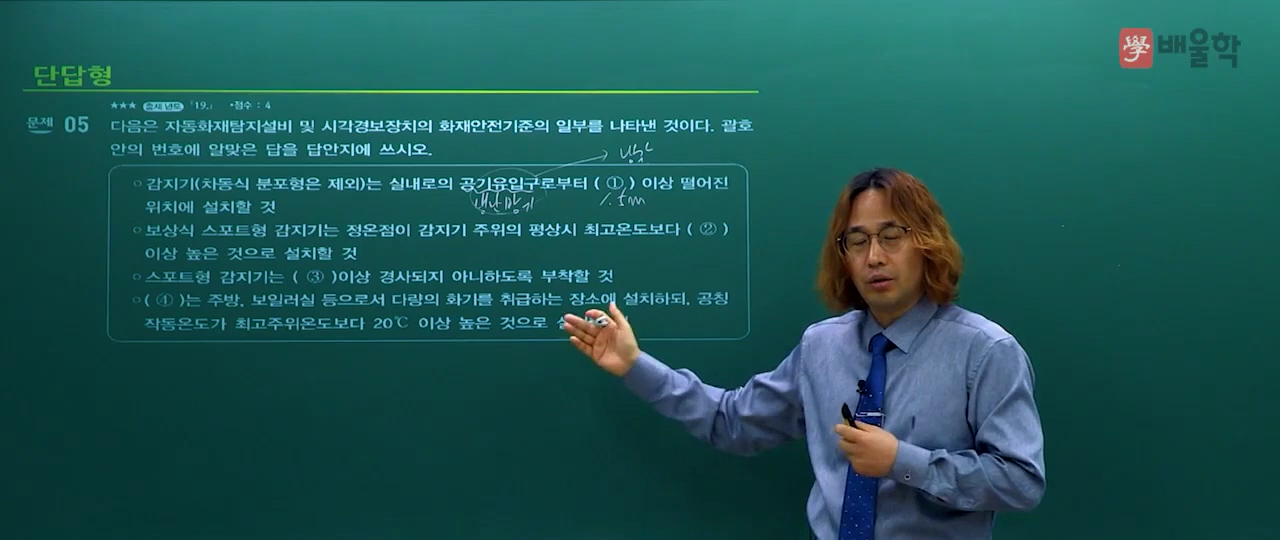 學 배울학
단답형
★★★ 출제 년도 「19.」 •점수 : 4
문제 05 다음은 자동화재탐지설비 및 시각경보장치의 화재안전기준의 일부를 나타낸 것이다. 괄호
안의 번호에 알맞은 답을 답안지에 쓰시오.
○ 감지기(차동식 분포형은 제외)는 실내로의 공기유입구로부터 ( ① ) 이상 떨어진
1.5m
위치에 설치할 것
○ 보상식 스포트형 감지기는 정온점이 감지기 주위의 평상시 최고온도보다 ( ② )
이상 높은 것으로 설치할 것
○ 스포트형 감지기는 ( ③ )이상 경사되지 아니하도록 부착할 것
○ ( ④ )는 주방, 보일러실 등으로서 다량의 화기를 취급하는 장소에 설치하되, 공칭
작동온도가 최고주위온도보다 20℃ 이상 높은 것으로